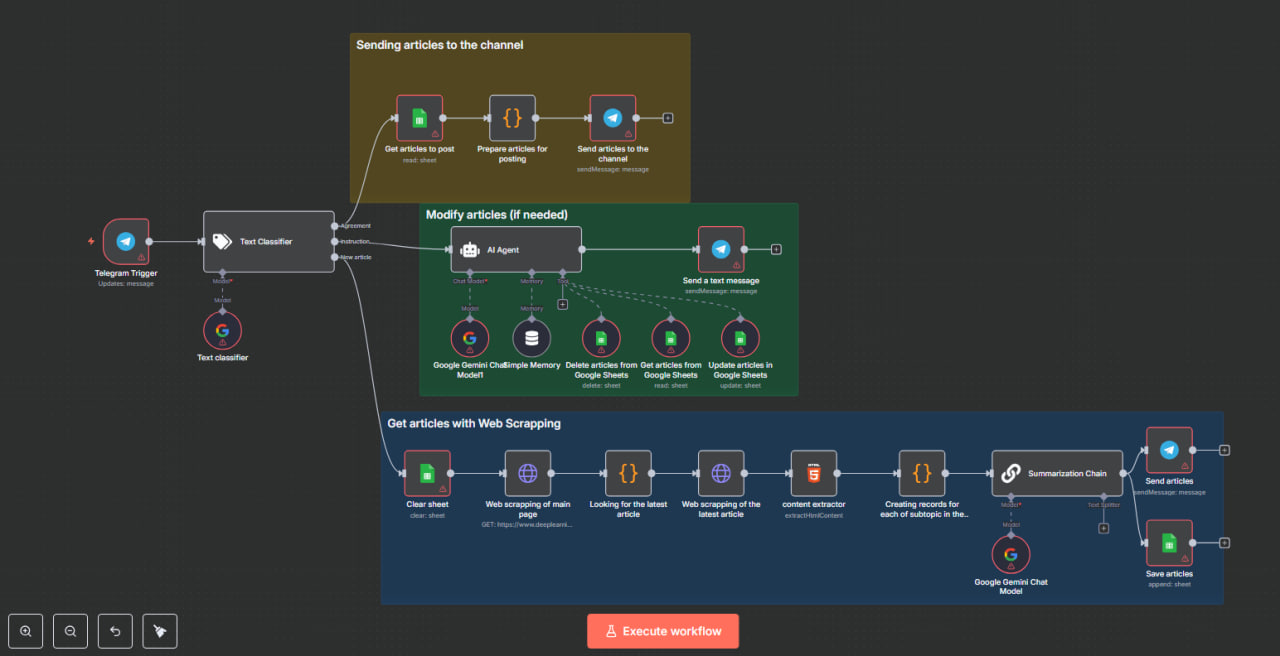 Sending articles to the channel
Get articles to post
read: sheet
Prepare articles for
posting
Send articles to the
channel
sendMessage: message
Telegram Trigger
Updates: message
Text Classifier
Agreement
Instruction
New article
Model*
Model
Text classifier
Modify articles (if needed)
AI Agent
Chat Model*
Memory
Tool
Model
Memory
Send a text message
sendMessage: message
Google Gemini Chat
Model1
Simple Memory
Delete articles from
Google Sheets
delete: sheet
Get articles from
Google Sheets
read: sheet
Update articles in
Google Sheets
update: sheet
Get articles with Web Scrapping
Clear sheet
clear: sheet
Web scrapping of main
page
GET: https://www.deeplearni...
Looking for the latest
article
Web scrapping of the
latest article
HTML
content extractor
extractHtmlContent
Creating records for
each of subtopic in the..
Summarization Chain
Model*
Text Splitter
Model
Google Gemini Chat
Model
Send articles
sendMessage: message
Save articles
append: sheet
Execute workflow